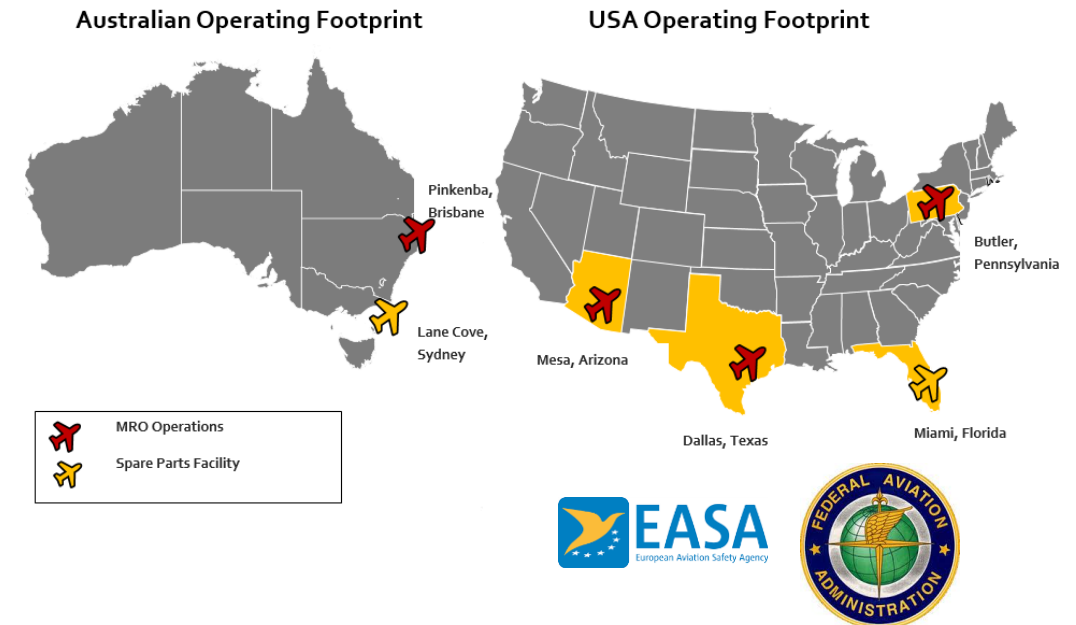 Australian Operating Footprint
USA Operating Footprint
Pinkenba,
Brisbane
Lane Cove,
Sydney
Butler,
Pennsylvania
Mesa, Arizona
Dallas, Texas
Miami, Florida
MRO Operations
Spare Parts Facility
EASA
European Aviation Safety Agency
FEDERAL AVIATION
ADMINISTRATION